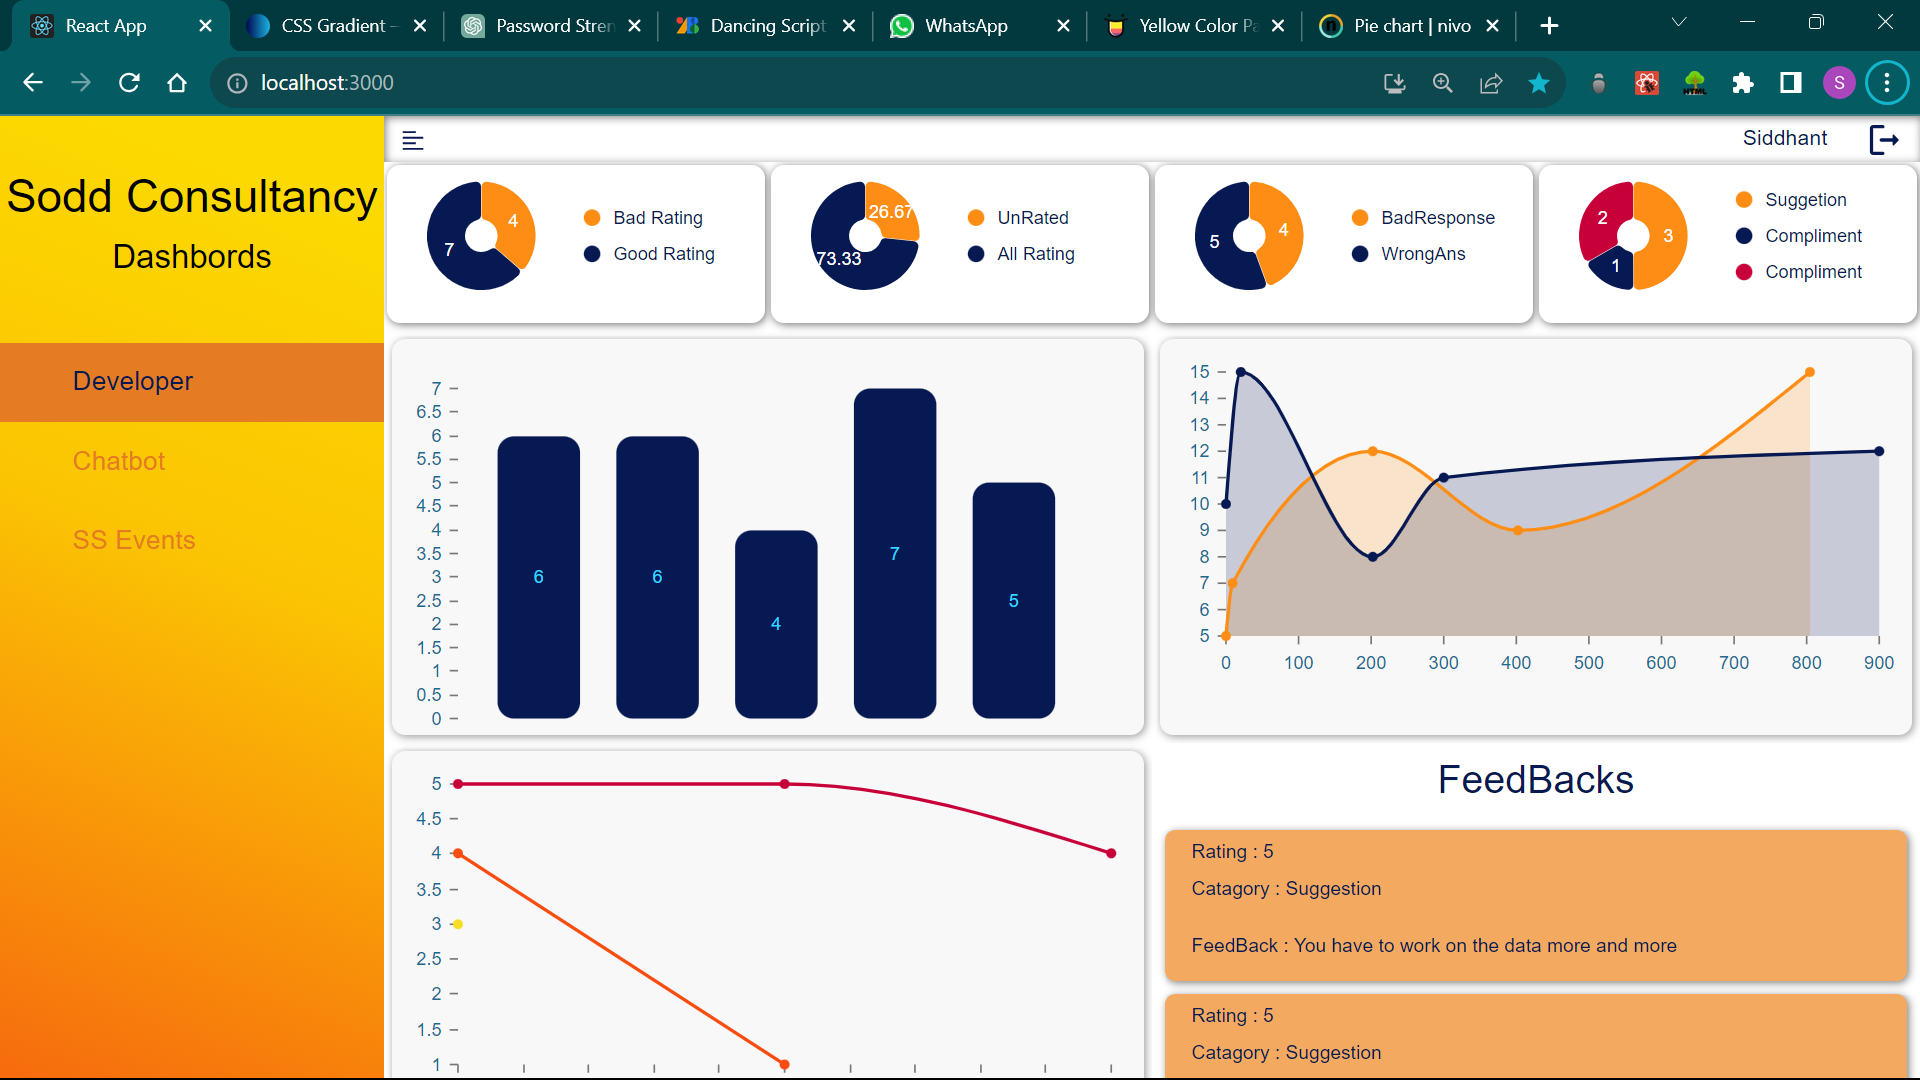 React App
CSS Gradient
Password Stren
Dancing Script
WhatsApp
Yellow Color Pa
Pie chart | nivo
localhost:3000
S
Sodd Consultancy
Dashbords
Developer
Chatbot
SS Events
Siddhant
4
7
Bad Rating
Good Rating
26.67
73.33
UnRated
All Rating
4
5
BadResponse
WrongAns
2
3
1
Suggetion
Compliment
Compliment
7
6.5
6
5.5
5
4.5
4
3.5
3
2.5
2
1.5
1
0.5
0
6
6
4
7
5
15
14
13
12
11
10
9
8
7
6
5
0 100 200 300 400 500 600 700 800 900
5
4.5
4
3.5
3
2.5
2
1.5
1
FeedBacks
Rating : 5
Catagory : Suggestion
FeedBack : You have to work on the data more and more
Rating : 5
Catagory : Suggestion